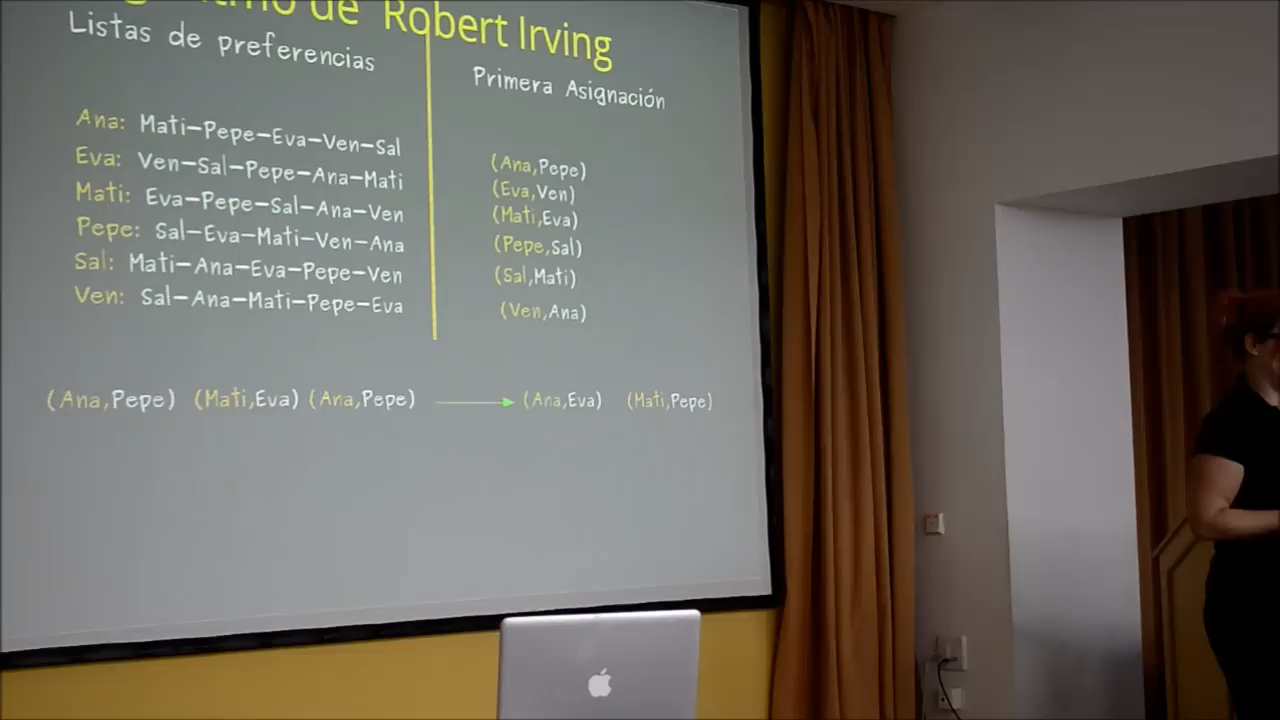 de Robert Irving
Listas de preferencias
Primera Asignación
Ana: Mati-Pepe-Eva-Ven-Sal
Eva: Ven-Sal-Pepe-Ana-Mati
Mati: Eva-Pepe-Sal-Ana-Ven
Pepe: Sal-Eva-Mati-Ven-Ana
Sal: Mati-Ana-Eva-Pepe-Ven
Ven: Sal-Ana-Mati-Pepe-Eva
(Ana,Pepe)
(Eva,Ven)
(Mati,Eva)
(Pepe,Sal)
(Sal,Mati)
(Ven,Ana)
(Ana,Pepe) (Mati,Eva) (Ana,Pepe) (Ana,Eva) (Mati,Pepe)